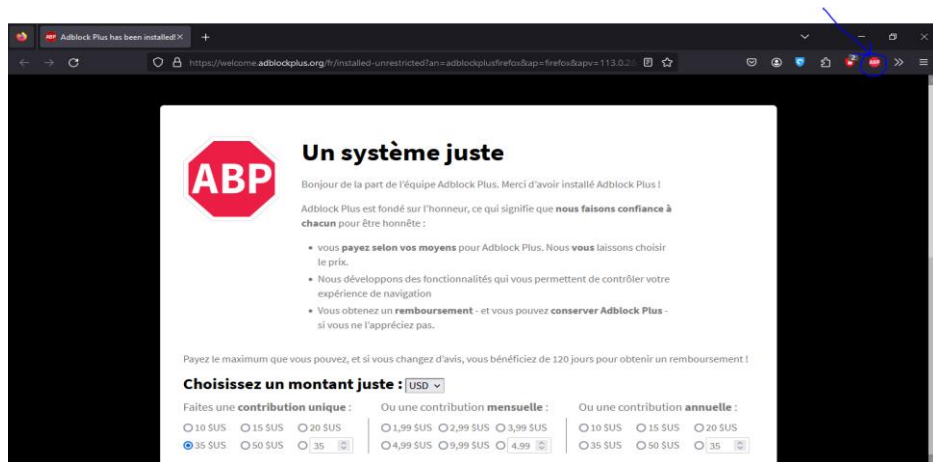 Adblock Plus has been installed!
https://welcome.adblockplus.org/fr/installed-unrestricted?an=adblockplusfirefox&ap=firefox&apv=113.0.2
2
ABP
ABP
Un système juste
Bonjour de la part de l'équipe Adblock Plus. Merci d'avoir installé Adblock Plus !
Adblock Plus est fondé sur l'honneur, ce qui signifie que nous faisons confiance à
chacun pour être honnête :
• vous payez selon vos moyens pour Adblock Plus. Nous vous laissons choisir
le prix.
• Nous développons des fonctionnalités qui vous permettent de contrôler votre
expérience de navigation
• Vous obtenez un remboursement - et vous pouvez conserver Adblock Plus -
si vous ne l'appréciez pas.
Payez le maximum que vous pouvez, et si vous changez d'avis, vous bénéficiez de 120 jours pour obtenir un remboursement !
Choisissez un montant juste : USD
Faites une contribution unique : Ou une contribution mensuelle : Ou une contribution annuelle :
10 $US 15 $US 20 $US 1,99 $US 2,99 $US 3,99 $US 10 $US 15 $US 20 $US
35 $US 50 $US 35 4,99 $US 9,99 $US 4.99 35 $US 50 $US 35